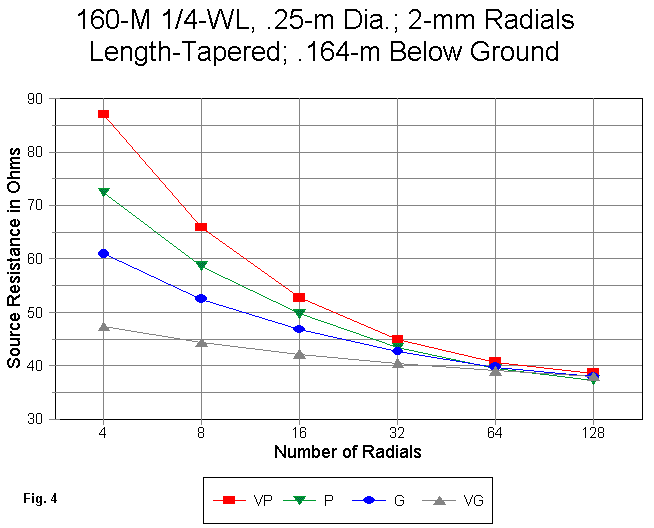 160-M 1/4-WL, .25-m Dia.; 2-mm Radials
Length-Tapered; .164-m Below Ground
Source Resistance in Ohms
90
80
70
60
50
40
30
4 8 16 32 64 128
Number of Radials
Fig. 4
VP P G VG